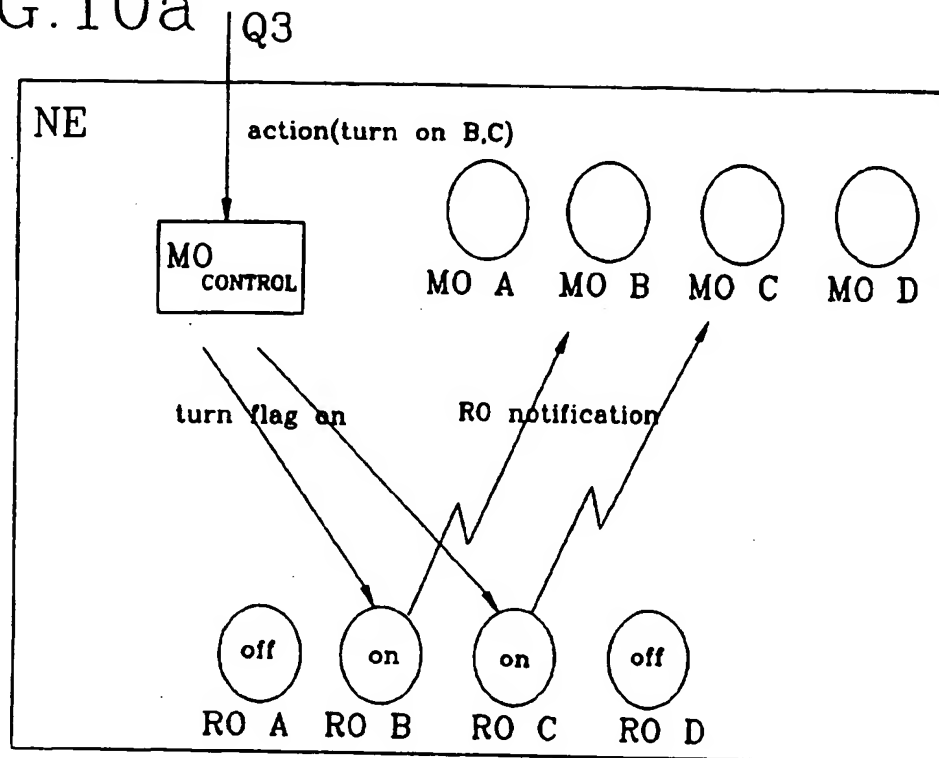 G.10a
Q3
NE
action(turn on B,C)
MO CONTROL
MO A MO B MO C MO D
turn flag on RO notification
off on on off
RO A RO B RO C RO D